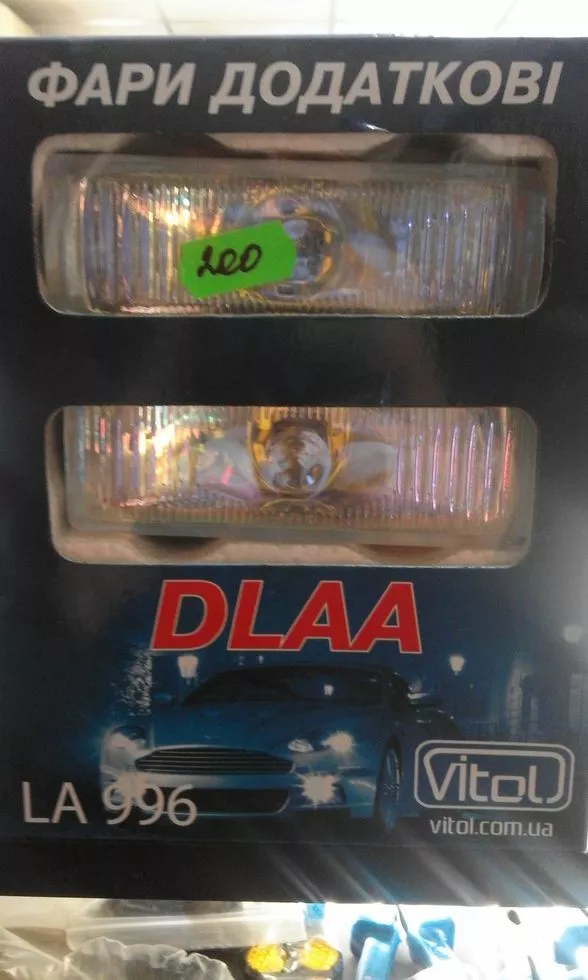 ФАРИ ДОДАТКОВІ
200
DLAA
LA 996
Vitol
vitol.com.ua